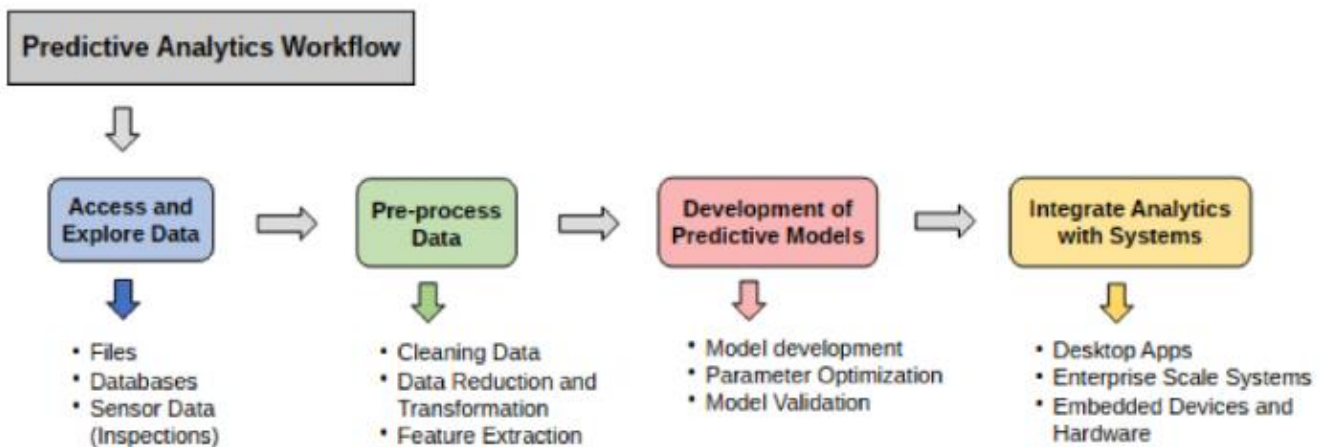 Predictive Analytics Workflow
Access and
Explore Data
Pre-process
Data
Development of
Predictive Models
Integrate Analytics
with Systems
• Files
• Databases
• Sensor Data
(Inspections)
• Cleaning Data
• Data Reduction and
Transformation
• Feature Extraction
• Model development
• Parameter Optimization
• Model Validation
• Desktop Apps
• Enterprise Scale Systems
• Embedded Devices and
Hardware